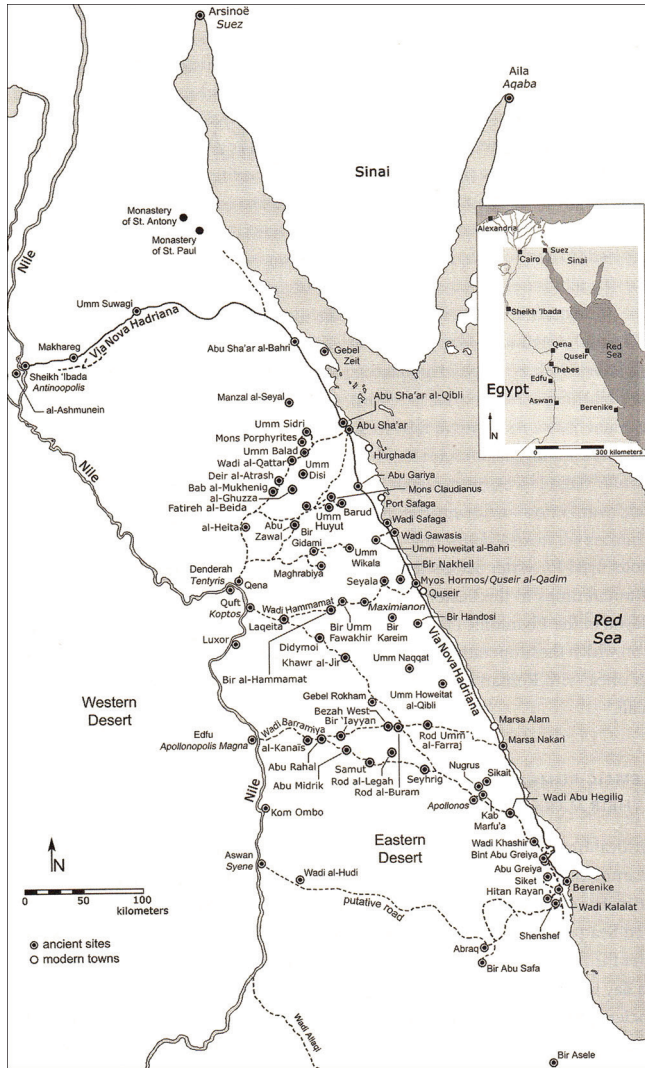 Arsinoë
Suez
Aila
Aqaba
Sinai
Monastery
of St. Antony
Monastery
of St. Paul
Nile
Umm Suwagi
Via Nova Hadriana
Makhareg
Sheikh 'Ibada
Antinoopolis
al-Ashmunein
Abu Sha'ar al-Bahri
Gebel
Zeit
Manzal al-Seyal
Abu Sha'ar al-Qibli
Abu Sha'ar
Umm Sidri
Mons Porphyrites
Umm Balad
Wadi al-Qattar
Deir al-Atrash
Bab al-Mukhenig
al-Ghuzza
Fatireh al-Beida
Umm
Disi
Hurghada
Abu Gariya
Mons Claudianus
Port Safaga
al-Heita
Abu
Zawal
Umm
Huyut
Barud
Bir
Gidami
Wadi Safaga
Wadi Gawasis
Umm Howeitat al-Bahri
Umm
Wikala
Maghrabiya
Bir Nakheil
Denderah
Tentyris
Qena
Seyala
Myos Hormos/Quseir al-Qadim
Quseir
Quft
Koptos
Wadi Hammamat
Laqeita
Maximianon
Bir Umm
Fawakhir
Bir
Kareim
Bir Handosi
Luxor
Didymoi
Khawr al-Jir
Bir al-Hammamat
Umm Naqqat
Via Nova Hadriana
Red
Sea
Nile
Western
Desert
Gebel Rokham
Umm Howeitat
al-Qibli
Bezah West
Bir 'Iayyan
Rod Umm
al-Farraj
Marsa Alam
Marsa Nakari
Edfu
Apollonopolis Magna
Wadi Barramiya
al-Kanaïs
Abu Rahal
Abu Midrik
Samut
Rod al-Legah
Rod al-Buram
Seyhrig
Nugrus
Sikait
Apollonos
Kab
Marfu'a
Wadi Abu Hegilig
Nile
Kom Ombo
Eastern
Desert
Wadi Khashir
Bint Abu Greiya
Abu Greiya
Siket
Hitan Rayan
Berenike
Wadi Kalalat
Shenshef
Aswan
Syene
Wadi al-Hudi
putative road
Abraq
Bir Abu Safa
Wadi Allaqi
Bir Asele
N
0 50 100
kilometers
ancient sites
modern towns
Alexandria
Cairo
Suez
Sinai
Sheikh 'Ibada
Qena
Quseir
Red
Sea
Thebes
Edfu
Egypt
Aswan
Berenike
N
0 300 kilometers